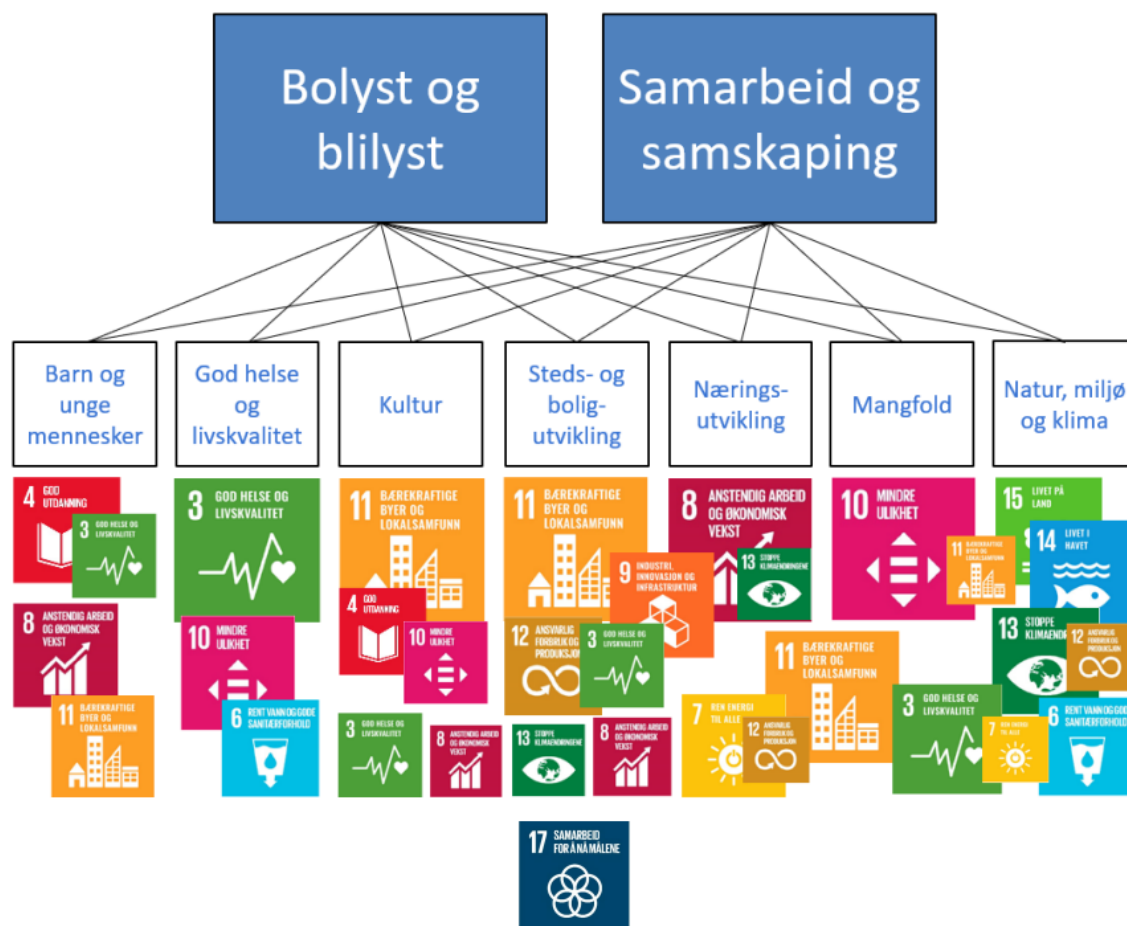 Bolyst og
blilyst
Samarbeid og
samskaping
Barn og
unge
mennesker
God helse
og
livskvalitet
Kultur
Steds- og
bolig-
utvikling
Nærings-
utvikling
Mangfold
Natur, miljø
og klima
4 GOD
UTDANNING
3 GOD HELSE OG
LIVSKVALITET
8 ANSTENDIG ARBEID
OG ØKONOMISK
VEKST
11 BÆREKRAFTIGE
BYER OG
LOKALSAMFUNN
3 GOD HELSE OG
LIVSKVALITET
10 MINDRE
ULIKHET
6 RENT VANN OG GODE
SANITÆRFORHOLD
11 BÆREKRAFTIGE
BYER OG
LOKALSAMFUNN
4 GOD
UTDANNING
10 MINDRE
ULIKHET
3 GOD HELSE OG
LIVSKVALITET
8 ANSTENDIG ARBEID
OG ØKONOMISK
VEKST
11 BÆREKRAFTIGE
BYER OG
LOKALSAMFUNN
9 INDUSTRI,
INNOVASJON OG
INFRASTRUKTUR
12 ANSVARLIG
FORBRUK OG
PRODUKSJON
3 GOD HELSE OG
LIVSKVALITET
13 STOPPE
KLIMAENDRINGENE
8 ANSTENDIG ARBEID
OG ØKONOMISK
VEKST
8 ANSTENDIG ARBEID
OG ØKONOMISK
VEKST
13 STOPPE
KLIMAENDRINGENE
11 BÆREKRAFTIGE
BYER OG
LOKALSAMFUNN
7 REN ENERGI
TIL ALLE
12 ANSVARLIG
FORBRUK OG
PRODUKSJON
10 MINDRE
ULIKHET
11 BÆREKRAFTIGE
BYER OG
LOKALSAMFUNN
3 GOD HELSE OG
LIVSKVALITET
15 LIVET PÅ
LAND
14 LIVET I
HAVET
13 STOPPE
KLIMAENDR
12 ANSVARLIG
FORBRUK OG
PRODUKSJON
7 REN ENERGI
TIL ALLE
6 RENT VANN OG GODE
SANITÆRFORHOLD
17 SAMARBEID
FOR Å NÅ MÅLENE